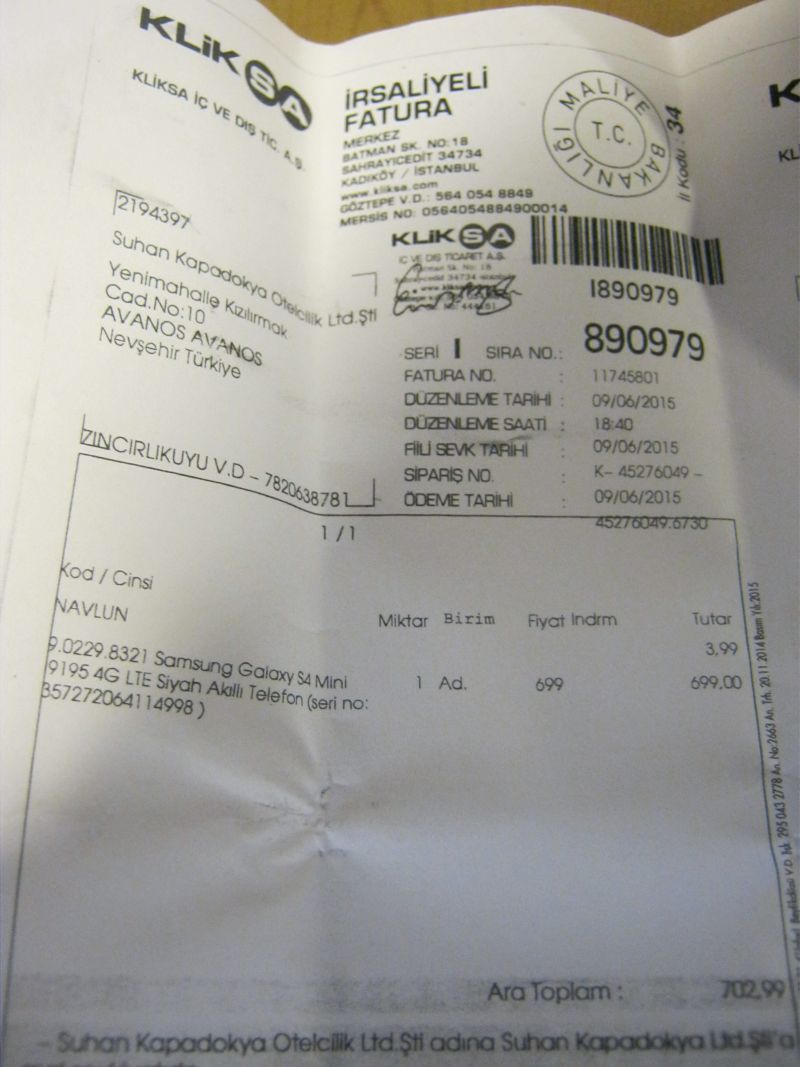 KLiKSA
KLİKSA İÇ VE DIŞ TİC. A.Ş.
İRSALİYELİ
FATURA
MERKEZ
BATMAN SK. NO:18
SAHRAYICEDİT 34734
KADIKÖY / İSTANBUL
www.kliksa.com
GÖZTEPE V.D.: 564 054 8849
MERSİS NO: 0564054884900014
T.C.
MALİYE BAKANLIĞI
İl Kodu: 34
KLiKSA
İÇ VE DIŞ TİCARET A.Ş.
I890979
2194397
Suhan Kapadokya Otelcilik Ltd.Şti
Yenimahalle Kızılırmak
Cad.No:10
AVANOS AVANOS
Nevşehir Türkiye
ZINCIRLIKUYU V.D – 7820638781
SERİ I SIRA NO.: 890979
FATURA NO. : 11745801
DÜZENLEME TARİHİ : 09/06/2015
DÜZENLEME SAATİ : 18:40
FİİLİ SEVK TARİHİ : 09/06/2015
SİPARİŞ NO. : K– 45276049 –
ÖDEME TARİHİ : 09/06/2015
45276049.6730
1 / 1
Kod / Cinsi Miktar Birim Fiyat Indrm Tutar
NAVLUN 3,99
9.0229.8321 Samsung Galaxy S4 Mini 1 Ad. 699 699,00
9195 4G LTE Siyah Akıllı Telefon (seri no:
357272064114998 )
Ara Toplam : 702,99
– Suhan Kapadokya Otelcilik Ltd.Şti adına Suhan Kapadokya Ltd.Şti'a